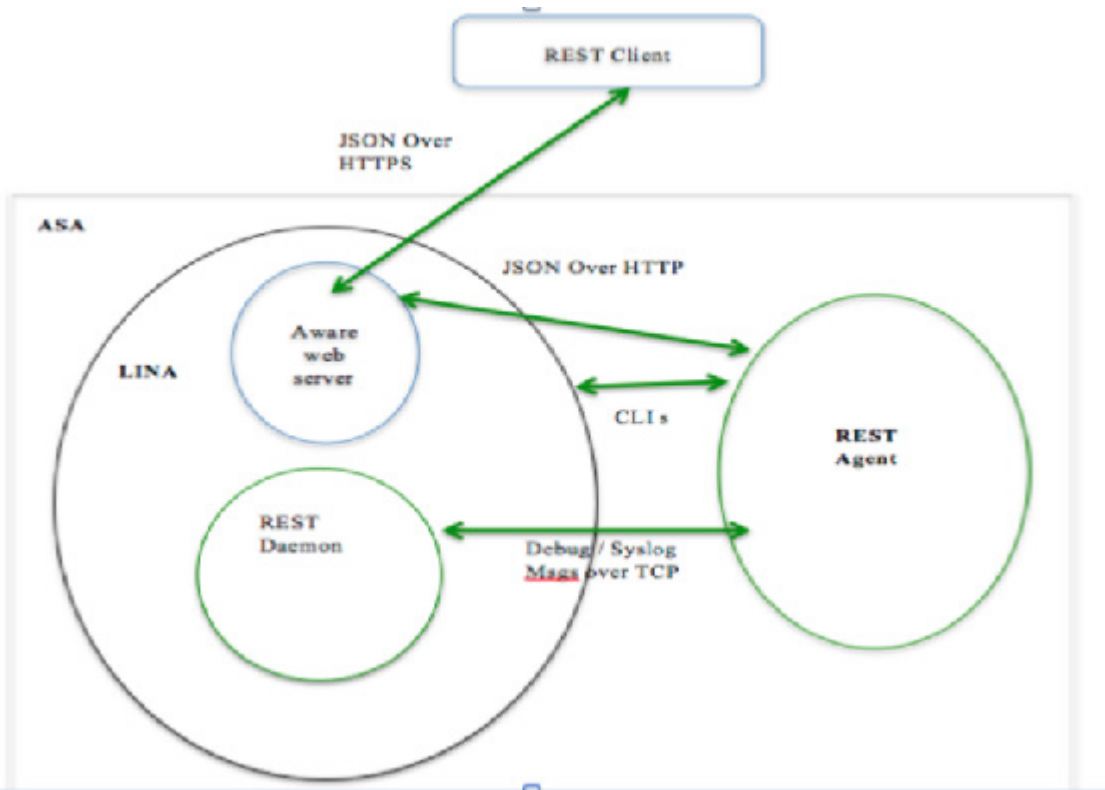 REST Client
JSON Over
HTTPS
ASA
JSON Over HTTP
Aware
web
server
LINA
CLI s
REST
Agent
REST
Daemon
Debug / Syslog
Msgs over TCP